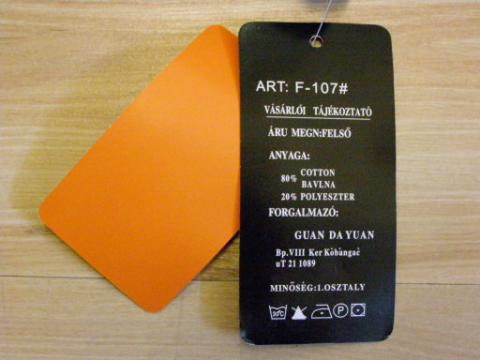 ART: F-107#
VÁSÁRLÓI TÁJÉKOZTATÓ
ÁRU MEGN:FELSŐ
ANYAGA:
80% COTTON
BAVLNA
20% POLYESZTER
FORGALMAZÓ:
GUAN DA YUAN
Bp.VIII Ker Kőbàngać
uT 21 1089
MINŐSÉG:1.OSZTALY
30°C
P